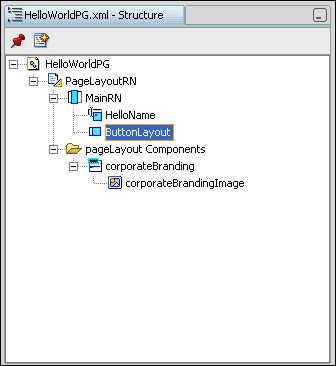 HelloWorldPG.xml - Structure
HelloWorldPG
PageLayoutRN
MainRN
HelloName
ButtonLayout
pageLayout Components
corporateBranding
corporateBrandingImage